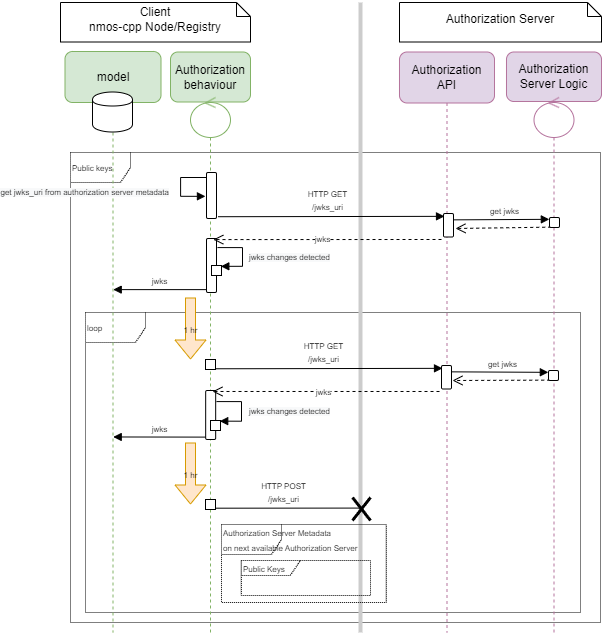 Client
nmos-cpp Node/Registry
Authorization Server
model
Authorization
behaviour
Authorization
API
Authorization
Server Logic
Public keys
get jwks_uri from authorization server metadata
HTTP GET
/jwks_uri
get jwks
jwks
jwks changes detected
jwks
1 hr
loop
HTTP GET
/jwks_uri
get jwks
jwks
jwks changes detected
jwks
1 hr
HTTP POST
/jwks_uri
Authorization Server Metadata
on next available Authorization Server
Public Keys